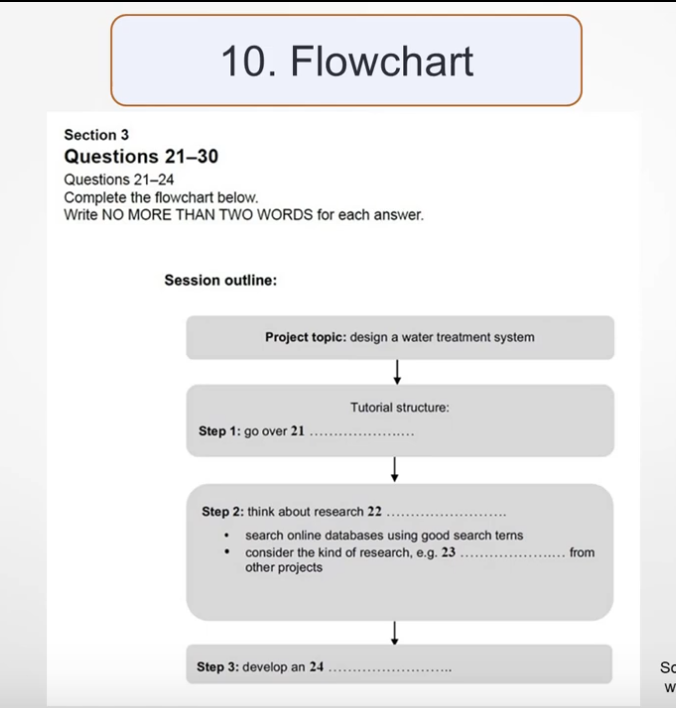 10. Flowchart
Section 3
Questions 21–30
Questions 21–24
Complete the flowchart below.
Write NO MORE THAN TWO WORDS for each answer.
Session outline:
Project topic: design a water treatment system
Tutorial structure:
Step 1: go over 21 ......................
Step 2: think about research 22 .........................
• search online databases using good search terns
• consider the kind of research, e.g. 23 ...................... from
other projects
Step 3: develop an 24 ..........................